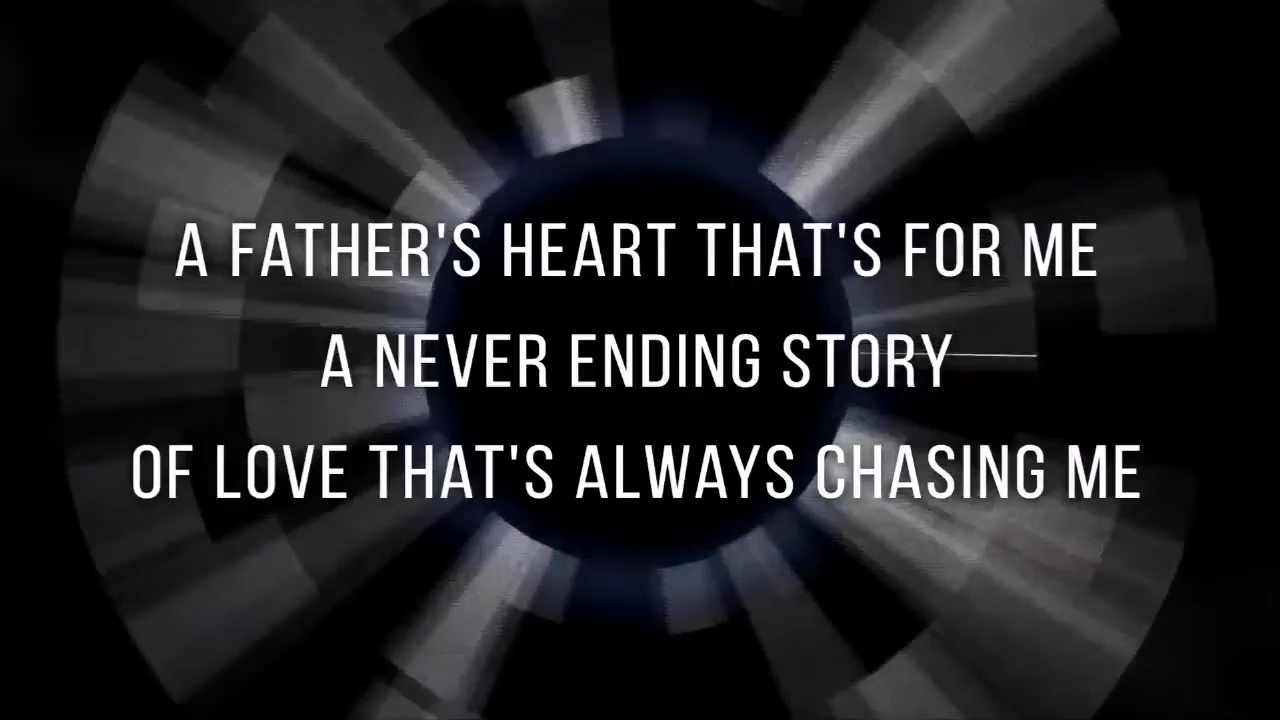 A FATHER'S HEART THAT'S FOR ME
A NEVER ENDING STORY
OF LOVE THAT'S ALWAYS CHASING ME